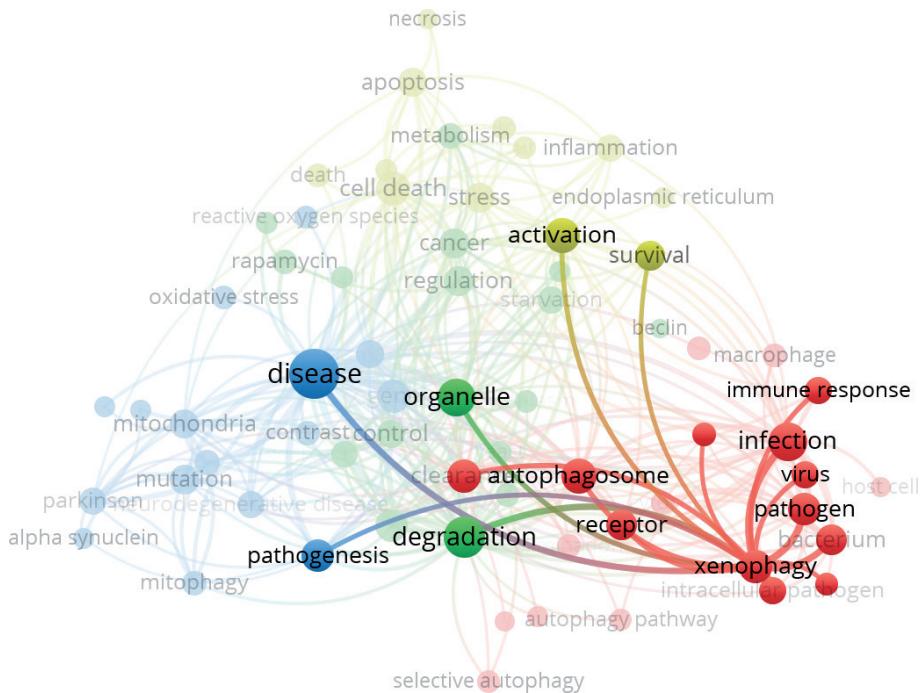 necrosis
apoptosis
metabolism
inflammation
death
cell death
stress
endoplasmic reticulum
reactive oxygen species
activation
cancer
survival
rapamycin
regulation
oxidative stress
starvation
beclin
macrophage
disease
immune response
organelle
mitochondria
contrast
control
infection
autophagosome
virus
mutation
host cell
parkinson
pathogen
receptor
alpha synuclein
degradation
bacterium
pathogenesis
xenophagy
mitophagy
intracellular pathogen
autophagy pathway
selective autophagy